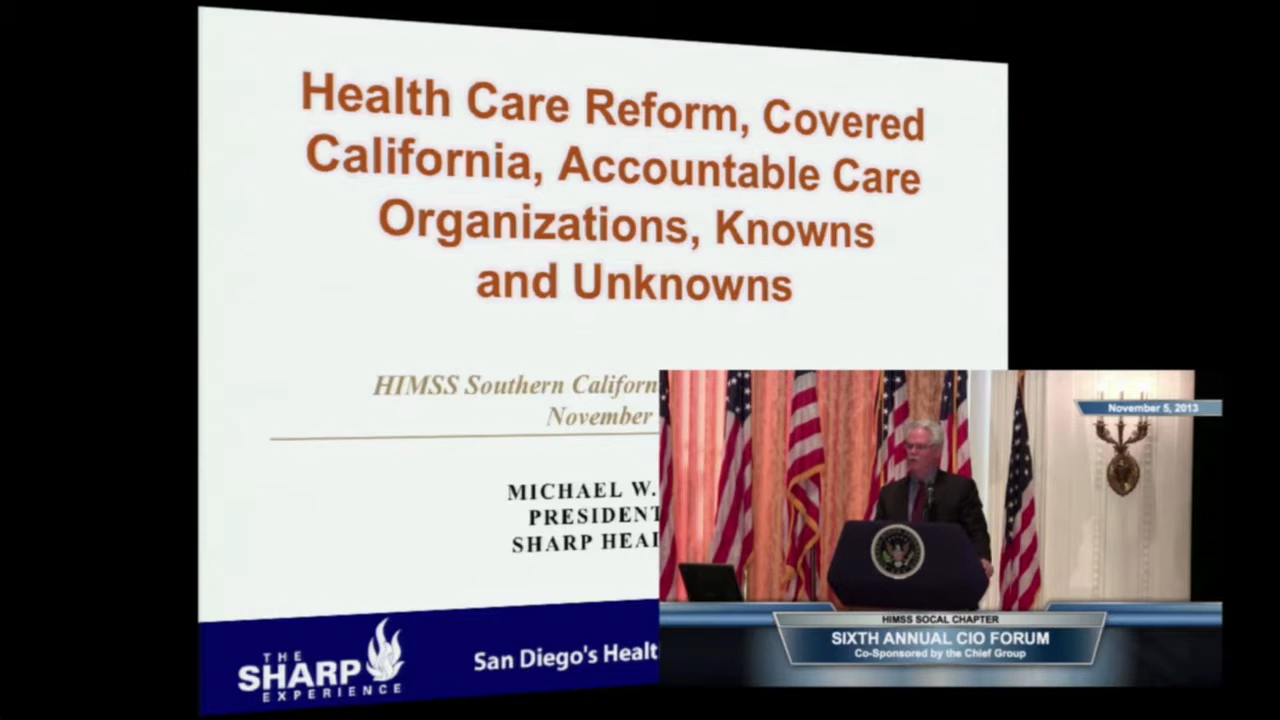 Health Care Reform, Covered
California, Accountable Care
Organizations, Knowns
and Unknowns
HIMSS Southern Californ
November
MICHAEL W.
PRESIDENT
SHARP HEAL
THE
SHARP
EXPERIENCE
San Diego's Healt
November 5, 2013
HIMSS SOCAL CHAPTER
SIXTH ANNUAL CIO FORUM
Co-Sponsored by the Chief Group